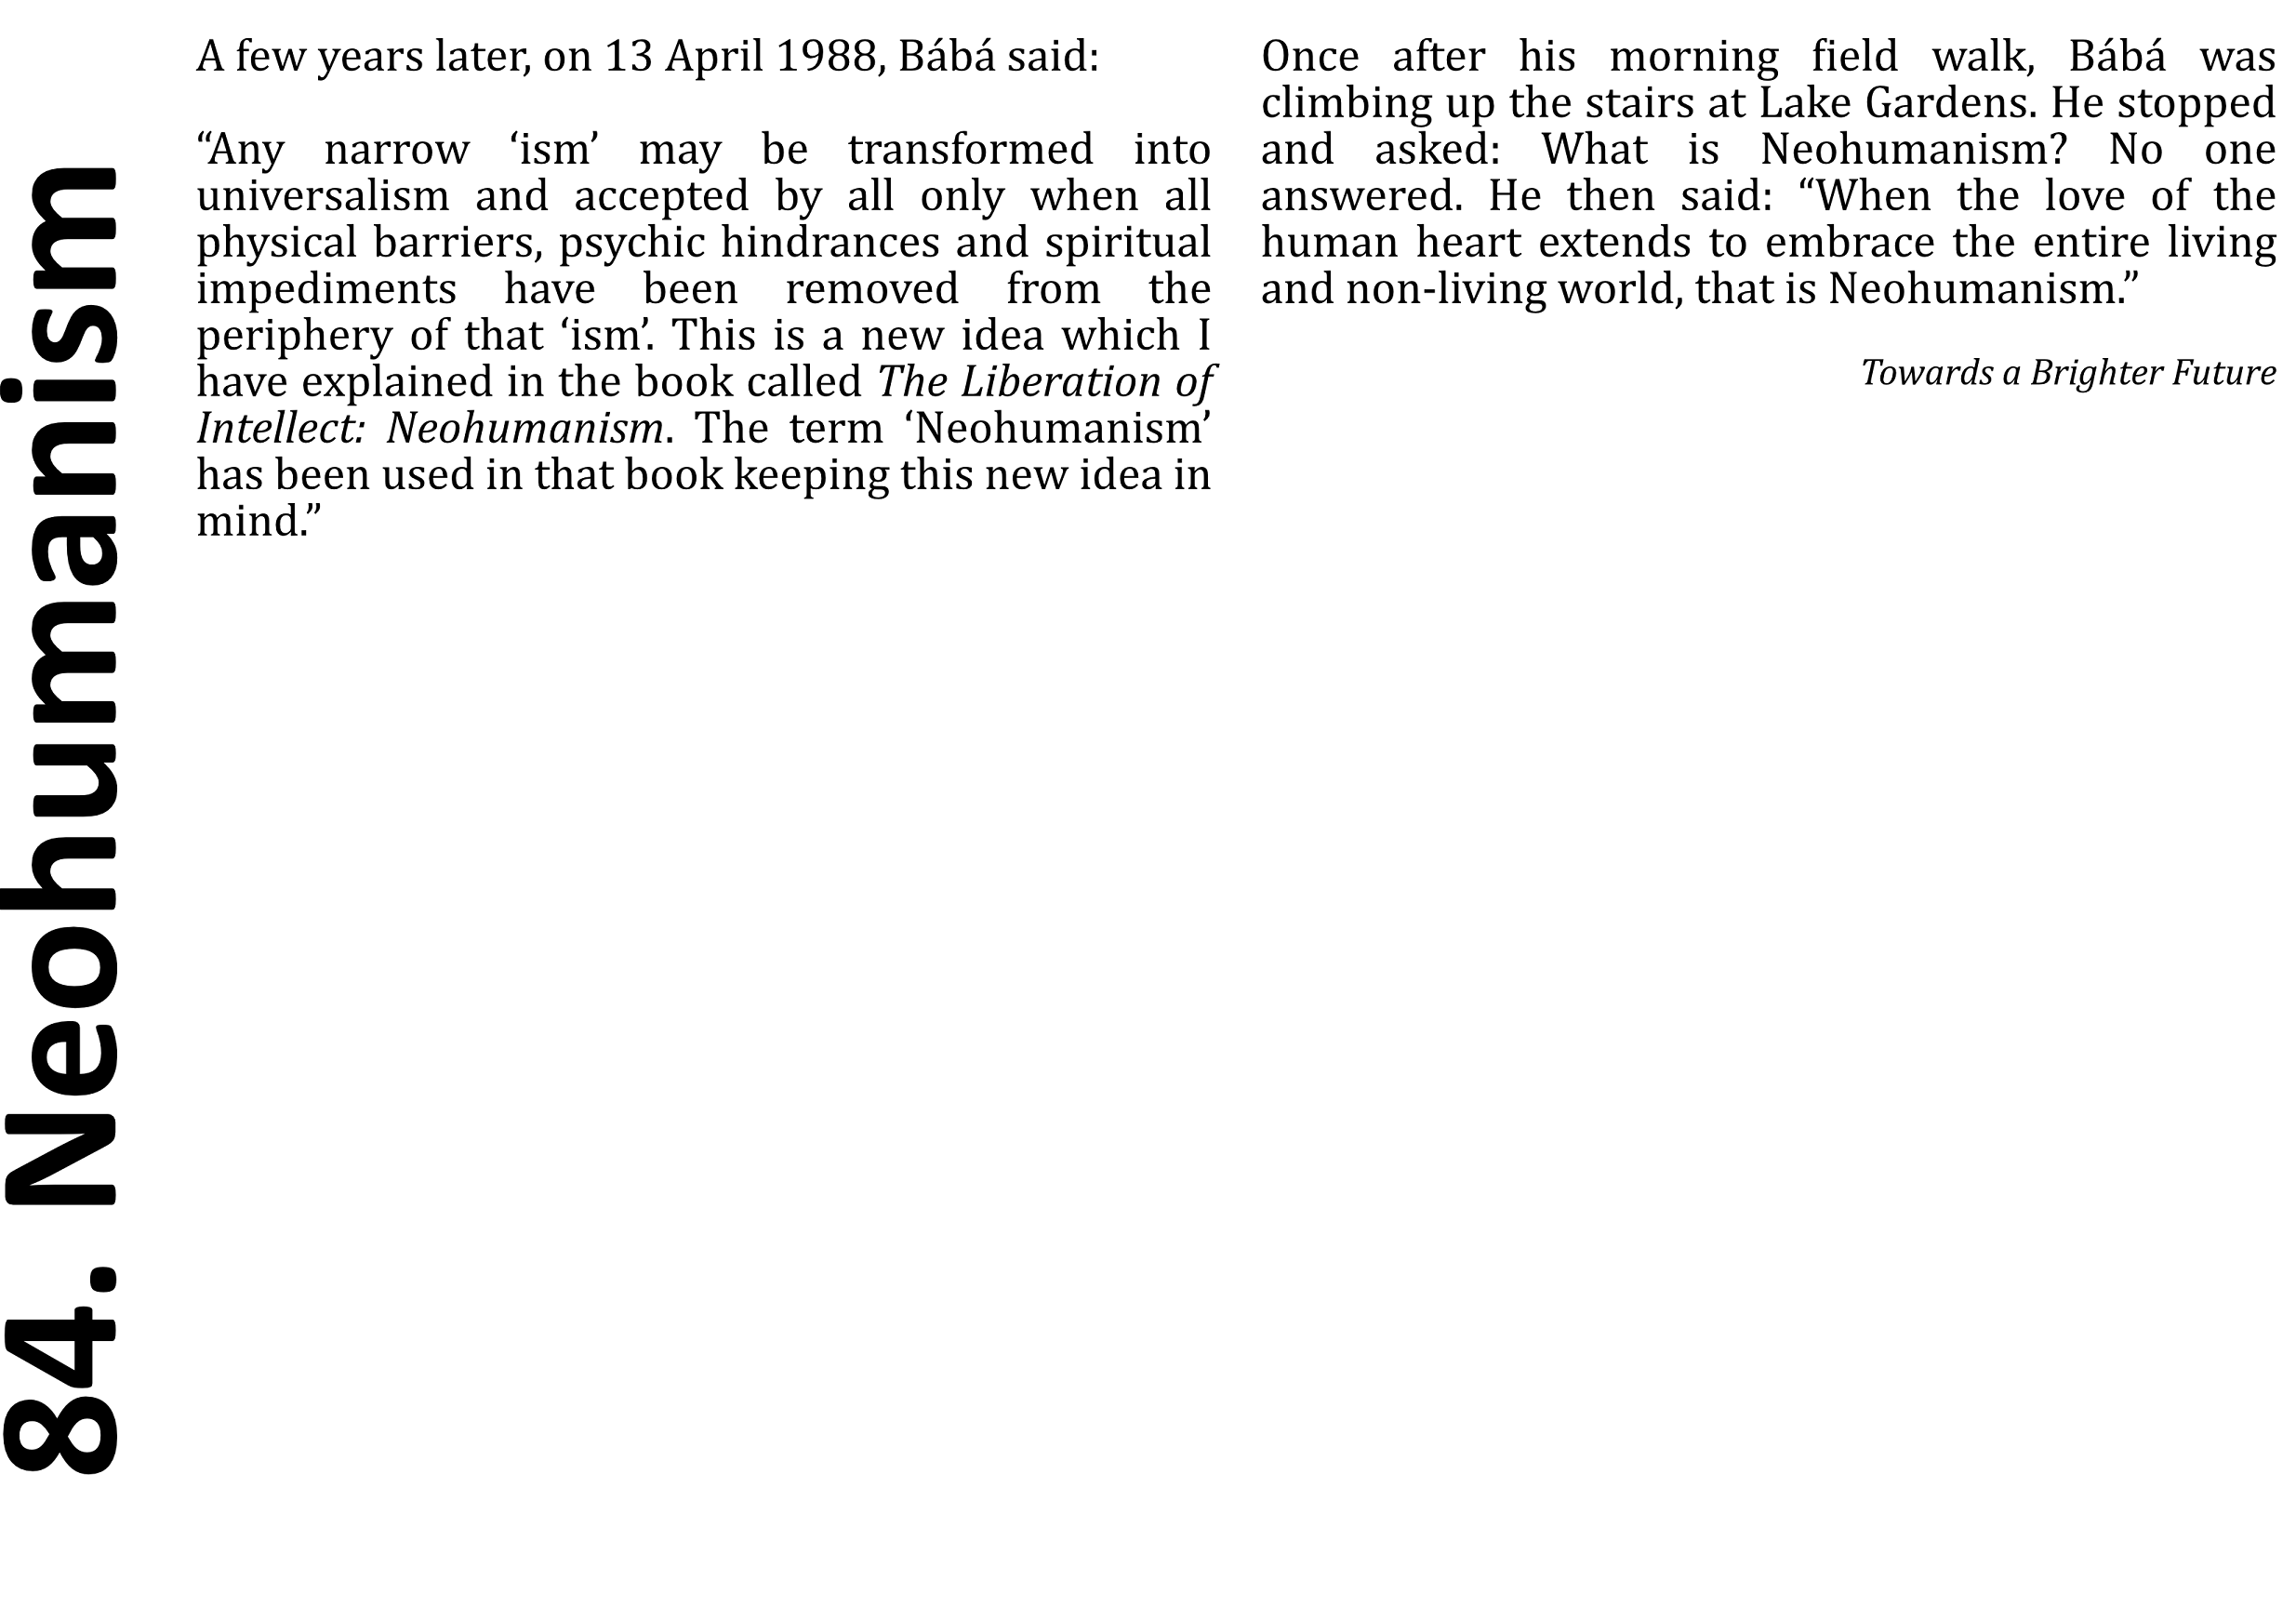 84. Neohumanism
A few years later, on 13 April 1988, Bábá said:
“Any narrow ‘ism’ may be transformed into
universalism and accepted by all only when all
physical barriers, psychic hindrances and spiritual
impediments have been removed from the
periphery of that ‘ism’. This is a new idea which I
have explained in the book called The Liberation of
Intellect: Neohumanism. The term ‘Neohumanism’
has been used in that book keeping this new idea in
mind.”
Once after his morning field walk, Bábá was
climbing up the stairs at Lake Gardens. He stopped
and asked: What is Neohumanism? No one
answered. He then said: “When the love of the
human heart extends to embrace the entire living
and non-living world, that is Neohumanism.”
Towards a Brighter Future